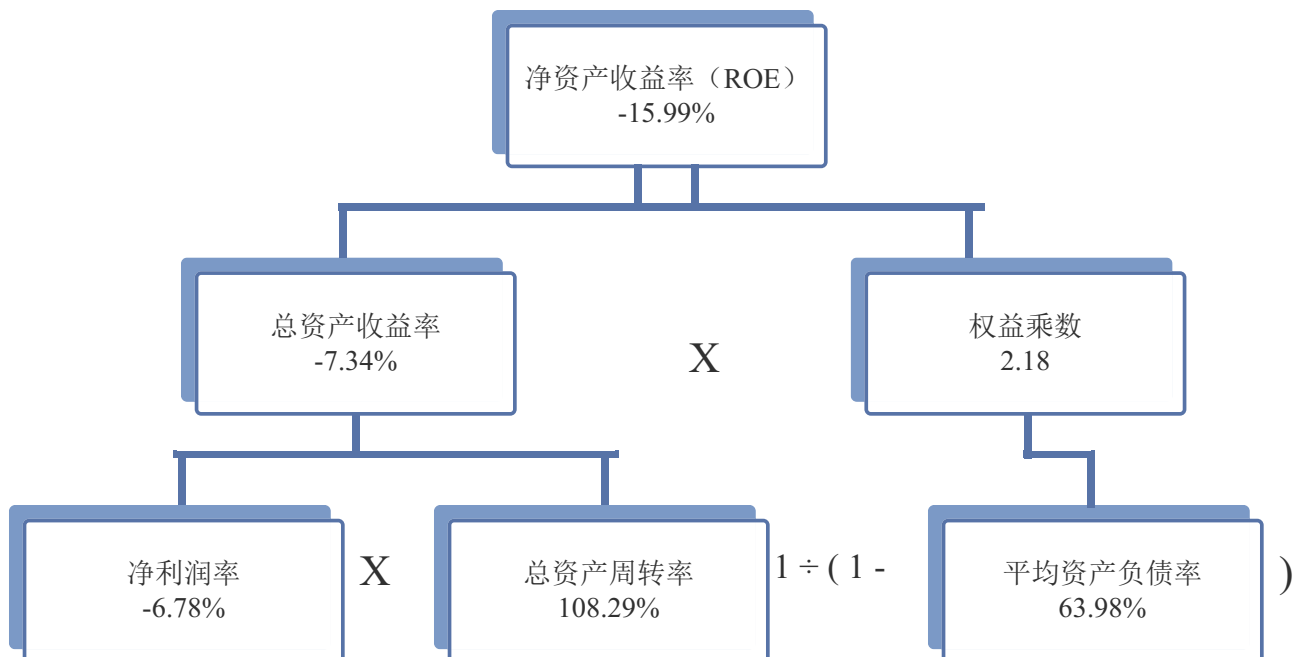 净资产收益率（ROE）
-15.99%
总资产收益率
-7.34%
X
权益乘数
2.18
净利润率
-6.78%
X
总资产周转率
108.29%
1 ÷ ( 1 -
平均资产负债率
63.98%
)